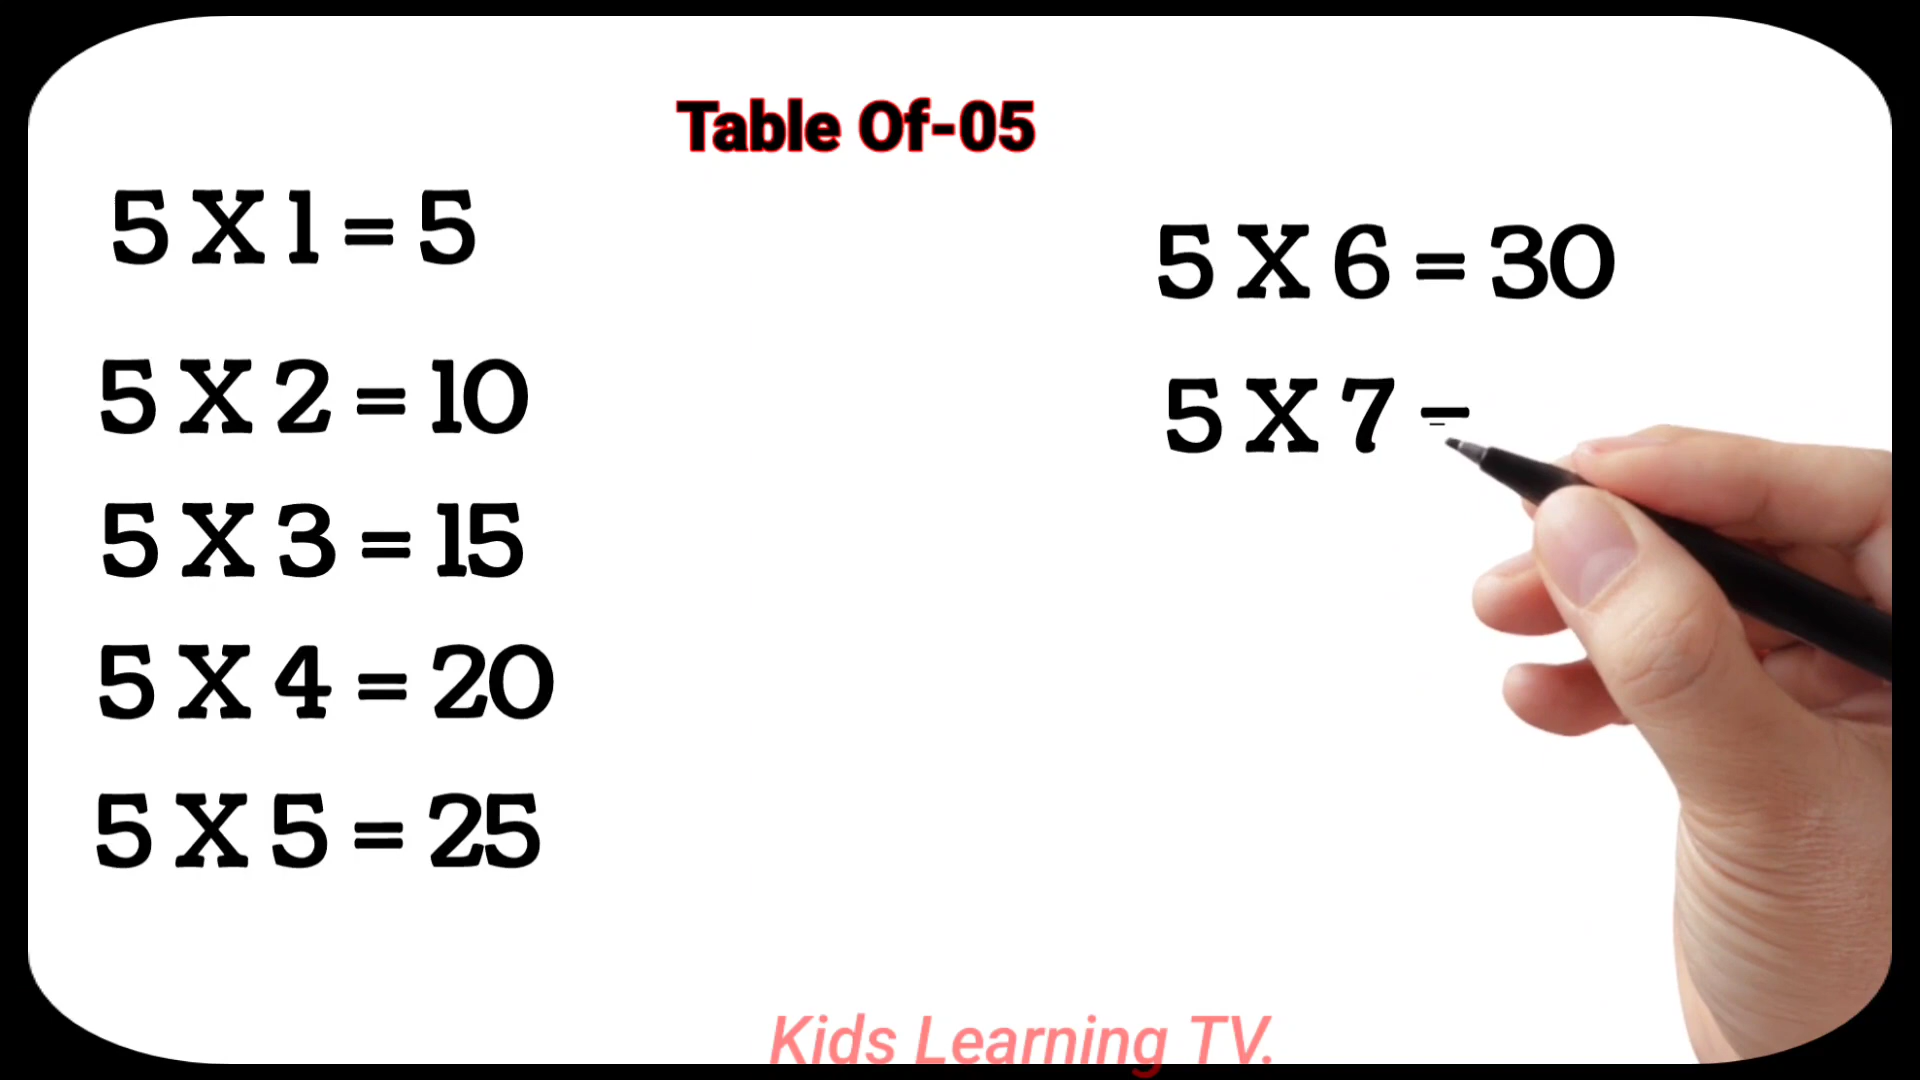 Table Of-05
5 X 1 = 5
5 X 2 = 10
5 X 3 = 15
5 X 4 = 20
5 X 5 = 25
5 X 6 = 30
5 X 7 =
Kids Learning TV.